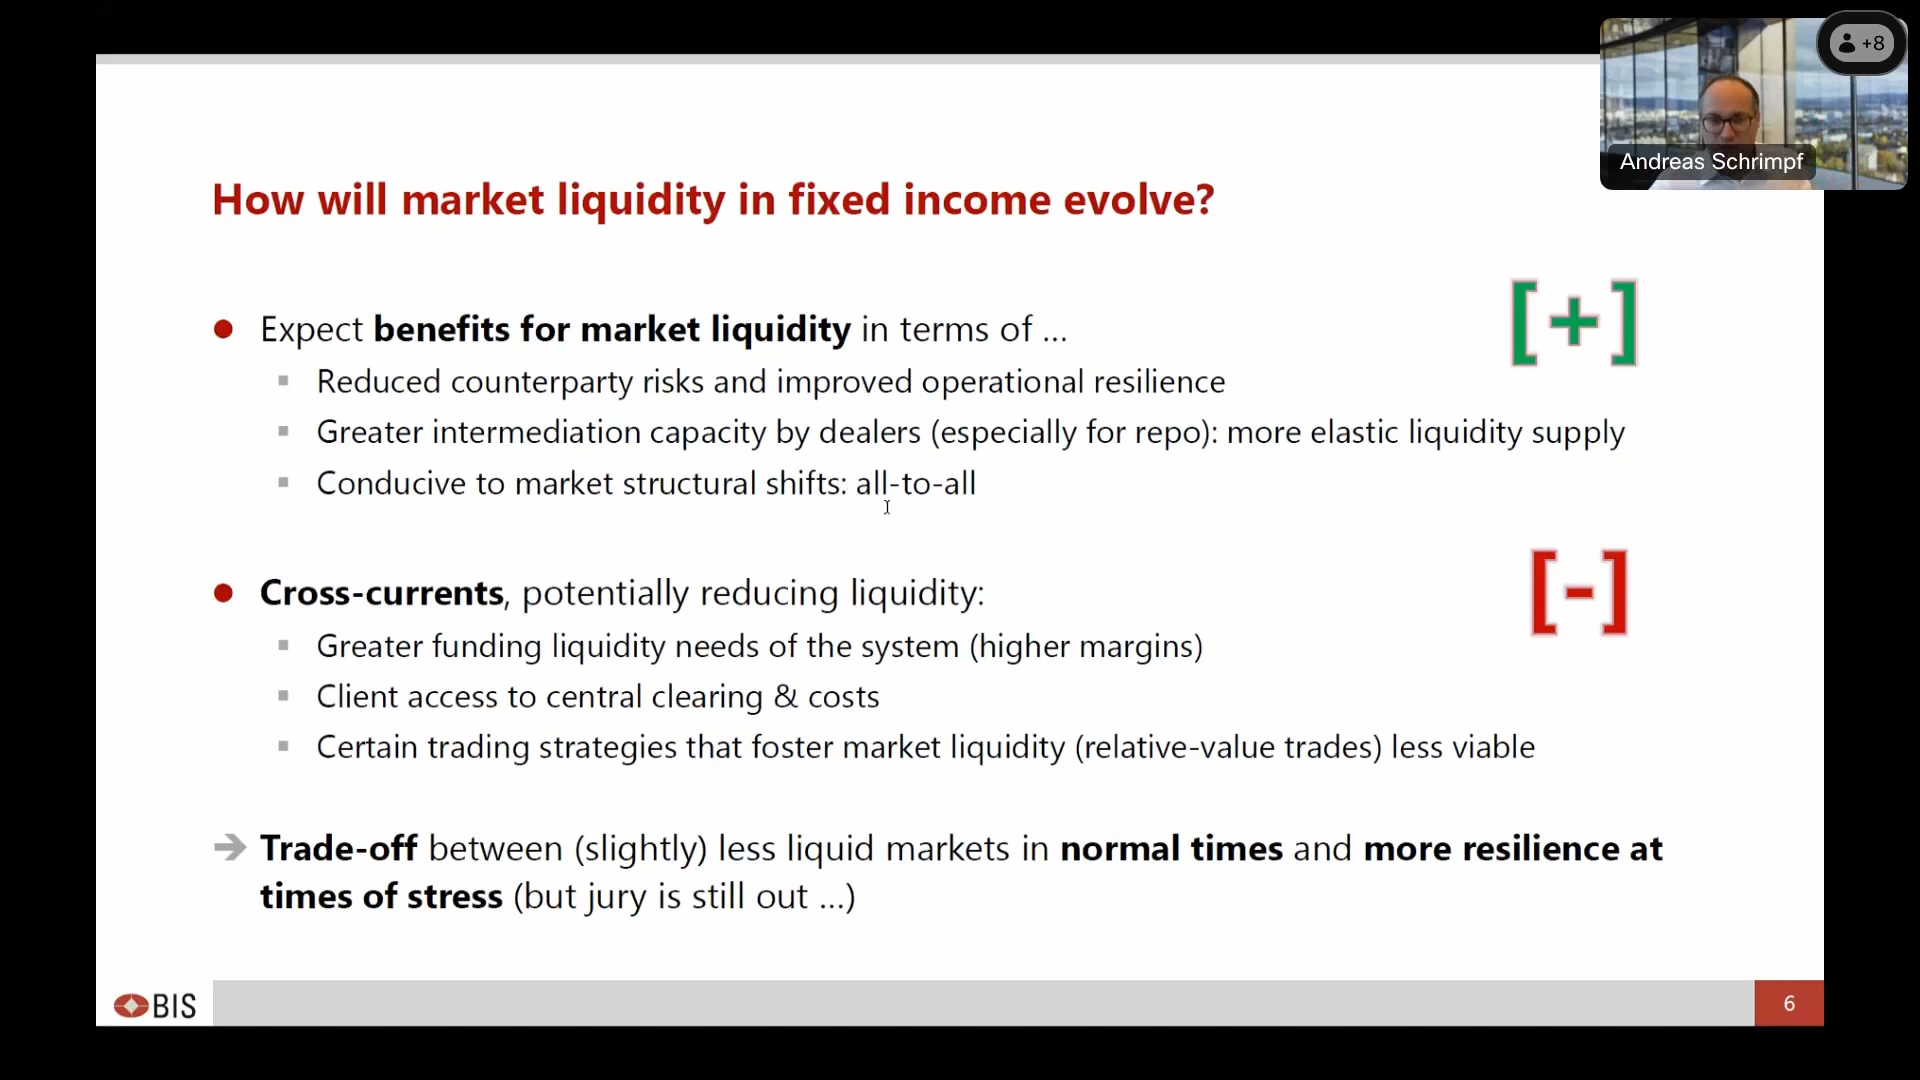 +8
Andreas Schrimpf
How will market liquidity in fixed income evolve?
[+]
● Expect benefits for market liquidity in terms of ...
▪ Reduced counterparty risks and improved operational resilience
▪ Greater intermediation capacity by dealers (especially for repo): more elastic liquidity supply
▪ Conducive to market structural shifts: all-to-all
[-]
● Cross-currents, potentially reducing liquidity:
▪ Greater funding liquidity needs of the system (higher margins)
▪ Client access to central clearing & costs
▪ Certain trading strategies that foster market liquidity (relative-value trades) less viable
➔ Trade-off between (slightly) less liquid markets in normal times and more resilience at
times of stress (but jury is still out ...)
BIS
6